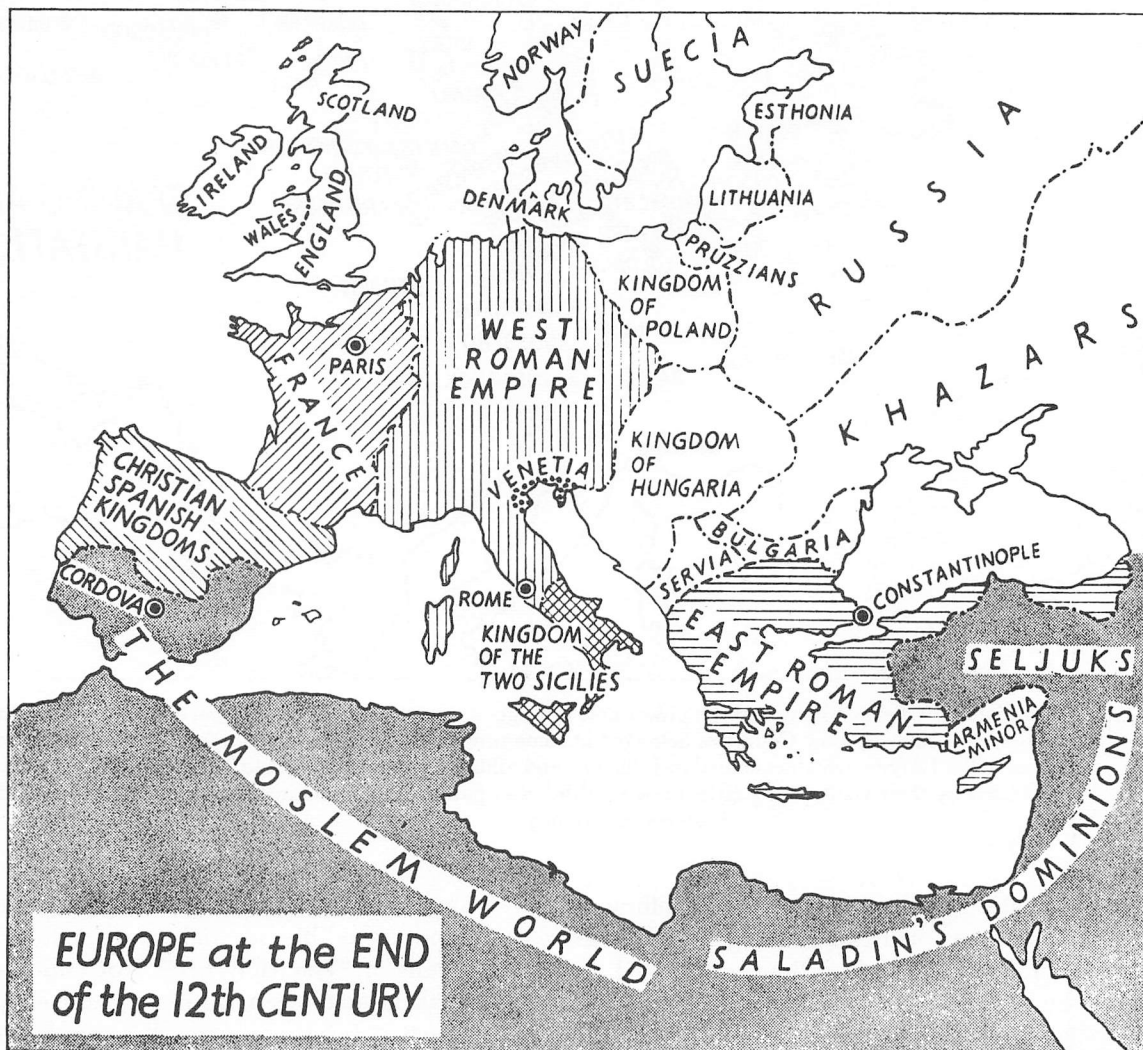 NORWAY
SUECIA
SCOTLAND
ESTHONIA
IRELAND
RUSSIA
LITHUANIA
DENMARK
WALES
ENGLAND
PRUZZIANS
KINGDOM
OF
POLAND
WEST
ROMAN
EMPIRE
PARIS
FRANCE
KHAZARS
KINGDOM
OF
HUNGARIA
VENETIA
CHRISTIAN
SPANISH
KINGDOMS
BULGARIA
SERVIA
CONSTANTINOPLE
CORDOVA
ROME
KINGDOM
OF THE
TWO SICILIES
EAST ROMAN
EMPIRE
SELJUKS
ARMENIA
MINOR
THE MOSLEM WORLD
SALADIN'S DOMINIONS
EUROPE at the END
of the 12th CENTURY